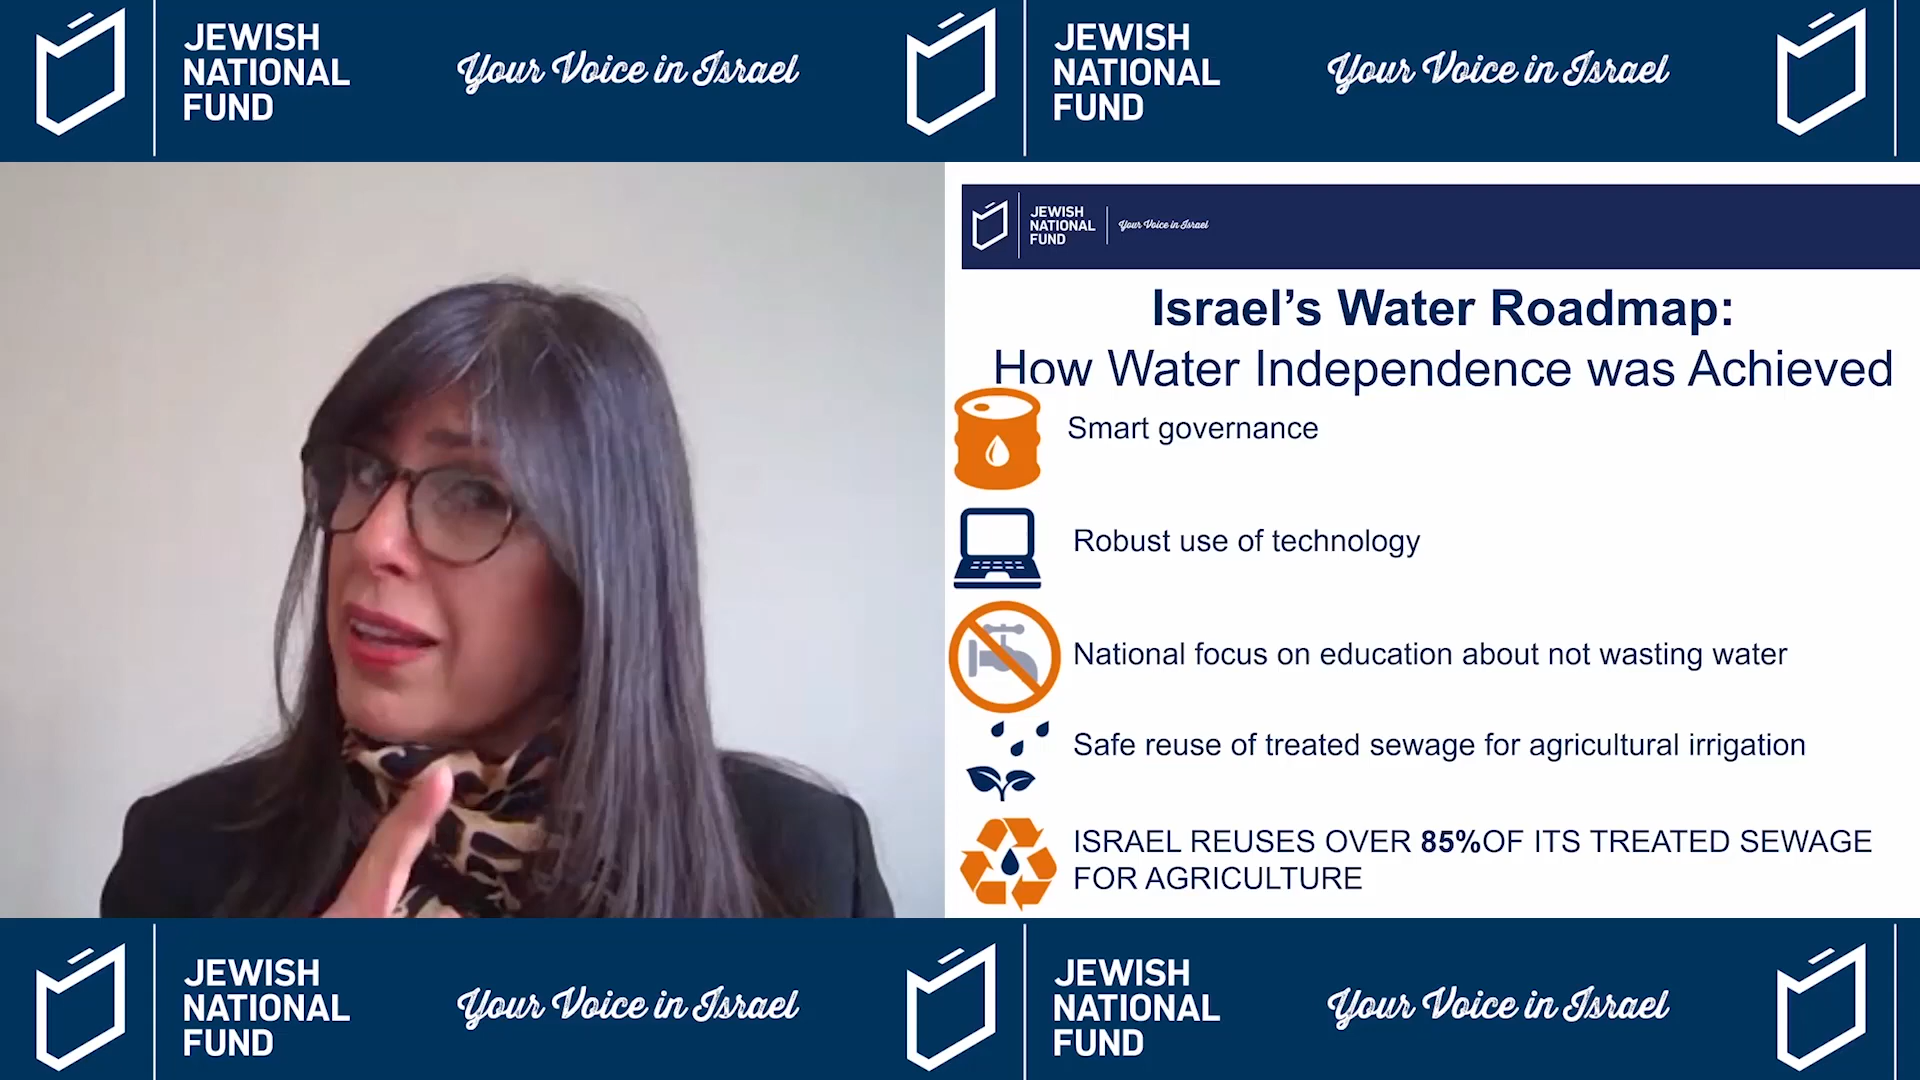 JEWISH
NATIONAL
FUND
Your Voice in Israel
JEWISH
NATIONAL
FUND
Your Voice in Israel
JEWISH
NATIONAL
FUND
Your Voice in Israel
Israel's Water Roadmap:
How Water Independence was Achieved
Smart governance
Robust use of technology
National focus on education about not wasting water
Safe reuse of treated sewage for agricultural irrigation
ISRAEL REUSES OVER 85%OF ITS TREATED SEWAGE
FOR AGRICULTURE
JEWISH
NATIONAL
FUND
Your Voice in Israel
JEWISH
NATIONAL
FUND
Your Voice in Israel